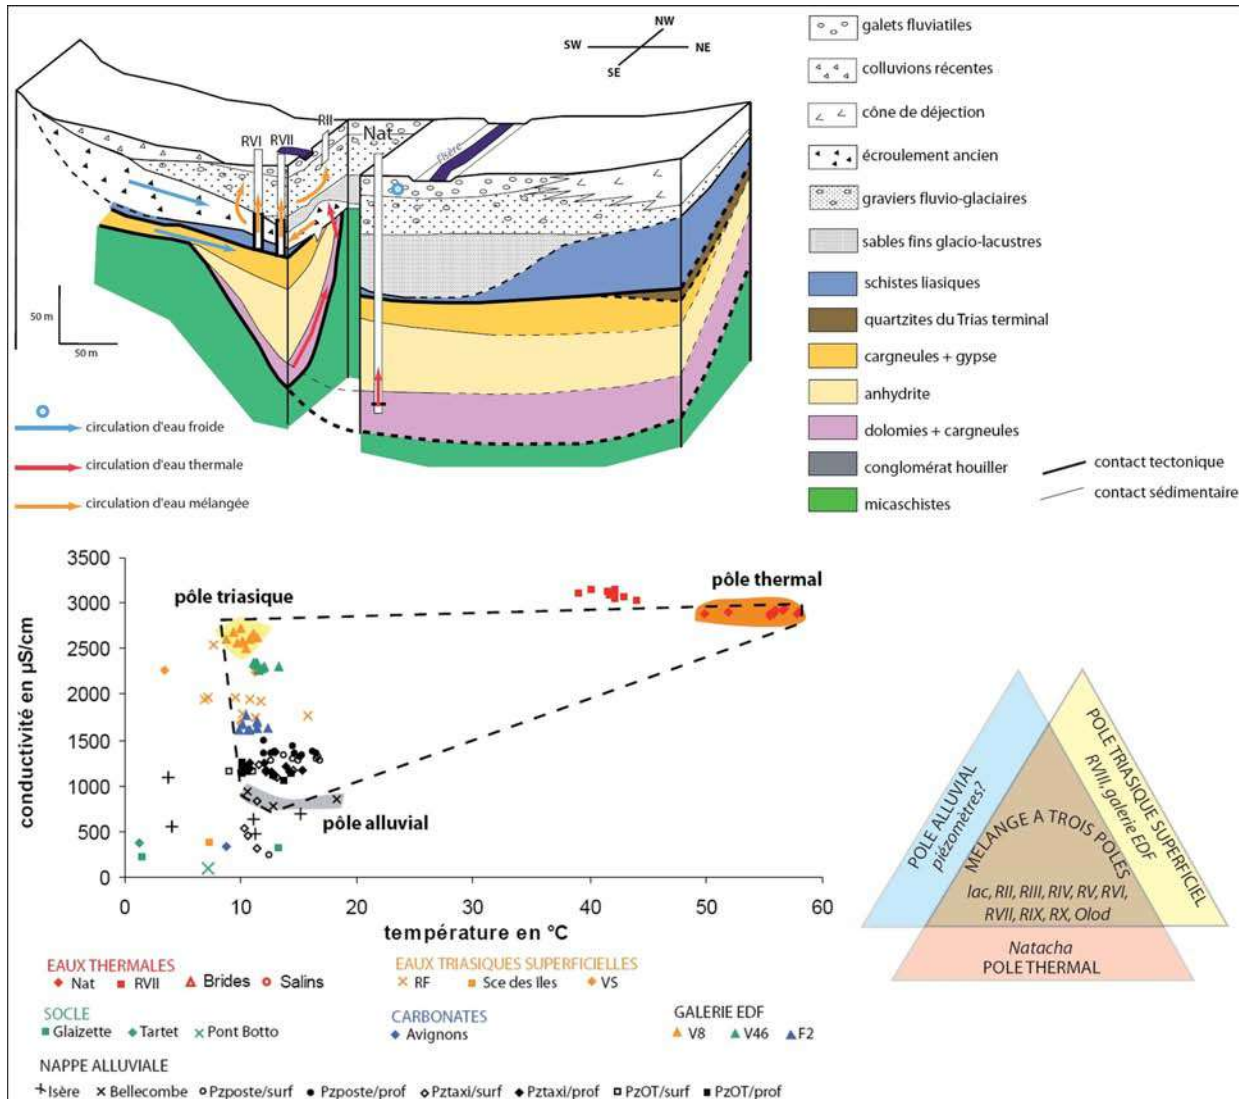 NW
SW
NE
SE
RVI
RVII
RII
Nat
Isère
50 m
50 m
circulation d'eau froide
circulation d'eau thermale
circulation d'eau mélangée
galets fluviatiles
colluvions récentes
cône de déjection
écroulement ancien
graviers fluvio-glaciaires
sables fins glacio-lacustres
schistes liasiques
quartzites du Trias terminal
cargneules + gypse
anhydrite
dolomies + cargneules
conglomérat houiller
micaschistes
contact tectonique
contact sédimentaire
conductivité en µS/cm
3500
3000
2500
2000
1500
1000
500
0
pôle triasique
pôle thermal
pôle alluvial
0 10 20 30 40 50 60
température en °C
EAUX THERMALES
Nat RVII Brides Salins
EAUX TRIASIQUES SUPERFICIELLES
RF Sce des Iles VS
SOCLE
Glaizette Tartet Pont Botto
CARBONATES
Avignons
GALERIE EDF
V8 V46 F2
NAPPE ALLUVIALE
Isère Bellecombe Pzposte/surf Pzposte/prof Pztaxi/surf Pztaxi/prof PzOT/surf PzOT/prof
POLE ALLUVIAL
piézomètres?
POLE TRIASIQUE SUPERFICIEL
RVIII, galerie EDF
MELANGE A TROIS POLES
lac, RII, RIII, RIV, RV, RVI,
RVII, RIX, RX, Olod
Natacha
POLE THERMAL